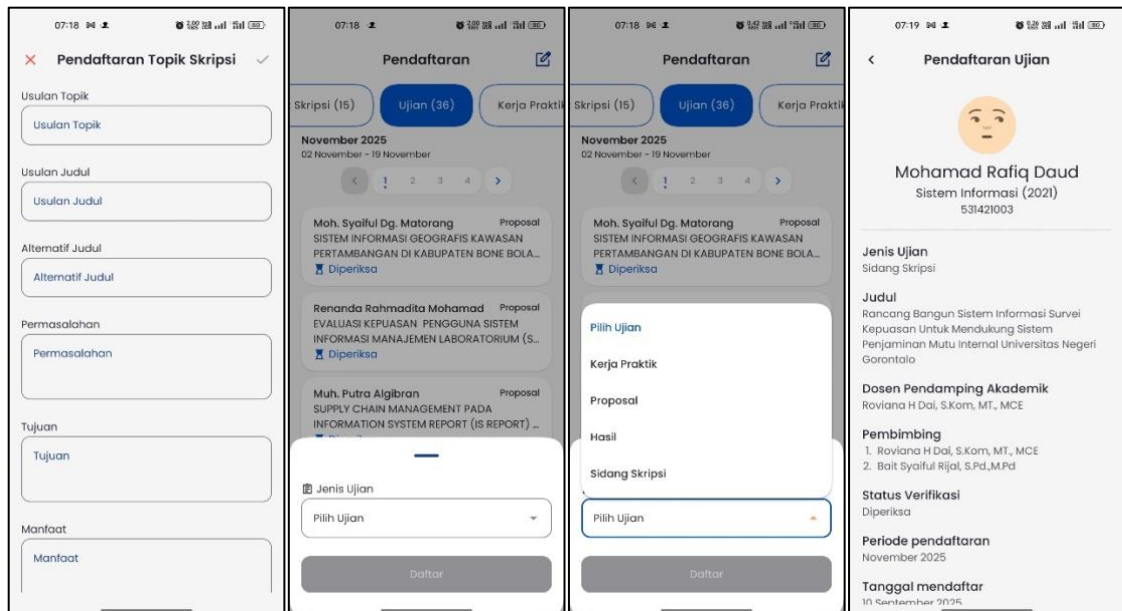 07:18
Pendaftaran Topik Skripsi
Usulan Topik
Usulan Topik
Usulan Judul
Usulan Judul
Alternatif Judul
Alternatif Judul
Permasalahan
Permasalahan
Tujuan
Tujuan
Manfaat
Manfaat
07:18
Pendaftaran
Skripsi (15)
Ujian (36)
Kerja Praktik
November 2025
02 November - 19 November
1 2 3 4
Moh. Syaiful Dg. Matorang Proposal
SISTEM INFORMASI GEOGRAFIS KAWASAN
PERTAMBANGAN DI KABUPATEN BONE BOLA...
Diperiksa
Renanda Rahmadita Mohamad Proposal
EVALUASI KEPUASAN PENGGUNA SISTEM
INFORMASI MANAJEMEN LABORATORIUM (S...
Diperiksa
Muh. Putra Algibran Proposal
SUPPLY CHAIN MANAGEMENT PADA
INFORMATION SYSTEM REPORT (IS REPORT) ...
Jenis Ujian
Pilih Ujian
Daftar
07:18
Pendaftaran
Skripsi (15)
Ujian (36)
Kerja Praktik
November 2025
02 November - 19 November
1 2 3 4
Moh. Syaiful Dg. Matorang Proposal
SISTEM INFORMASI GEOGRAFIS KAWASAN
PERTAMBANGAN DI KABUPATEN BONE BOLA...
Diperiksa
Pilih Ujian
Kerja Praktik
Proposal
Hasil
Sidang Skripsi
Pilih Ujian
Daftar
07:19
Pendaftaran Ujian
Mohamad Rafiq Daud
Sistem Informasi (2021)
531421003
Jenis Ujian
Sidang Skripsi
Judul
Rancang Bangun Sistem Informasi Survei
Kepuasan Untuk Mendukung Sistem
Penjaminan Mutu Internal Universitas Negeri
Gorontalo
Dosen Pendamping Akademik
Roviana H Dai, S.Kom, MT., MCE
Pembimbing
1. Roviana H Dai, S.Kom, MT., MCE
2. Bait Syaiful Rijal, S.Pd.,M.Pd
Status Verifikasi
Diperiksa
Periode pendaftaran
November 2025
Tanggal mendaftar
10 September 2025